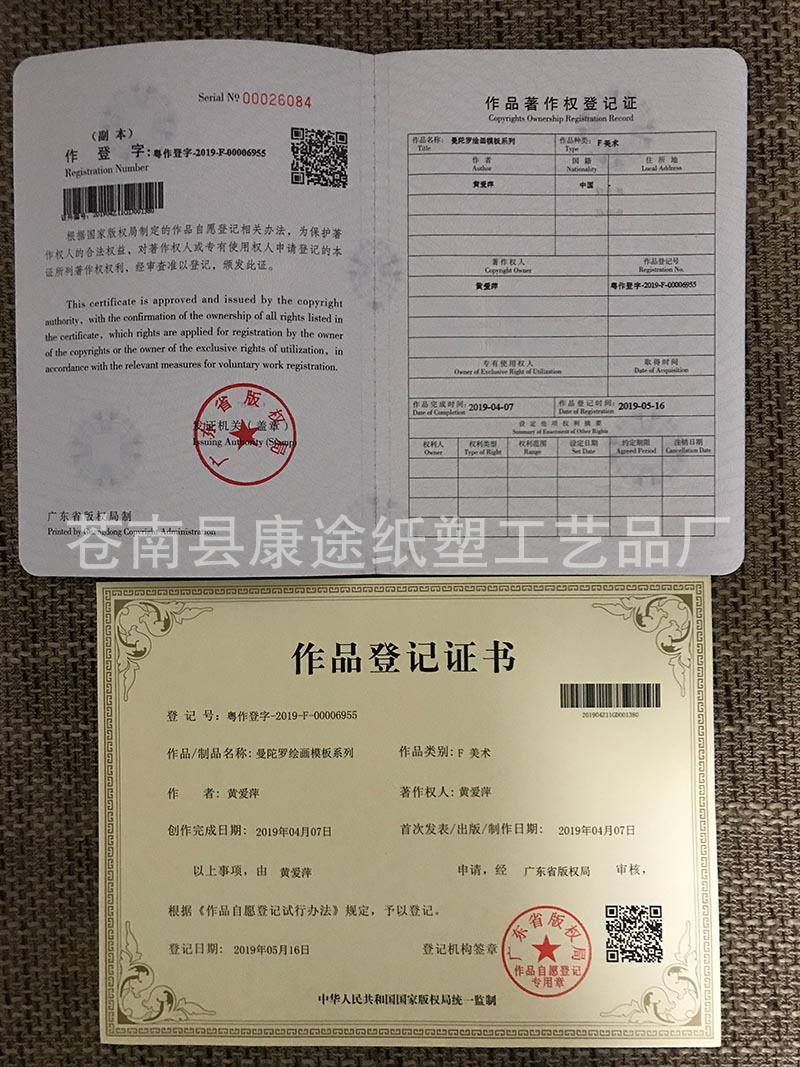 Serial № 00026084
（副本）
作 登 字：粤作登字-2019-F-00006955
Registration Number
证书编号：201904Z11GD001380
根据国家版权局制定的作品自愿登记相关办法，为保护著
作权人的合法权益，对著作权人或专有使用权人申请登记的本
证所列著作权权利，经审查准以登记，颁发此证。
This certificate is approved and issued by the copyright
authority, with the confirmation of the ownership of all rights listed in
the certificate, which rights are applied for registration by the owner
of the copyrights or the owner of the exclusive rights of utilization, in
accordance with the relevant measures for voluntary work registration.
广东省版权局
发证机关（盖章）
Issuing Authority (Stamp)
广东省版权局制
Printed by Guangdong Copyright Administration
作品著作权登记证
Copyrights Ownership Registration Record
作品名称：曼陀罗绘画模板系列 作品种类：F 美术
Title Type
作者 国籍 住所地
Author Nationality Local Address
黄爱萍 中国
著作权人 作品登记号
Copyright Owner Registration No.
黄爱萍 粤作登字-2019-F-00006955
专有使用权人 取得时间
Owner of Exclusive Right of Utilization Date of Acquisition
作品完成时间：2019-04-07 作品登记时间：2019-05-16
Date of Completion Date of Registration
设定他项权利摘要
Summary of Enactment of Other Rights
权利人 权利类型 权利范围 设定日期 约定期限 注销日期
Owner Type of Right Range Set Date Agreed Period Cancellation Date
苍南县康途纸塑工艺品厂
作品登记证书
201904Z11GD001380
登 记 号：粤作登字-2019-F-00006955
作品/制品名称：曼陀罗绘画模板系列 作品类别：F 美术
作 者：黄爱萍 著作权人：黄爱萍
创作完成日期：2019年04月07日 首次发表/出版/制作日期：2019年04月07日
以上事项，由 黄爱萍 申请，经 广东省版权局 审核，
根据《作品自愿登记试行办法》规定，予以登记。
登记日期：2019年05月16日 登记机构签章
广东省版权局
作品自愿登记
专用章
中华人民共和国国家版权局统一监制